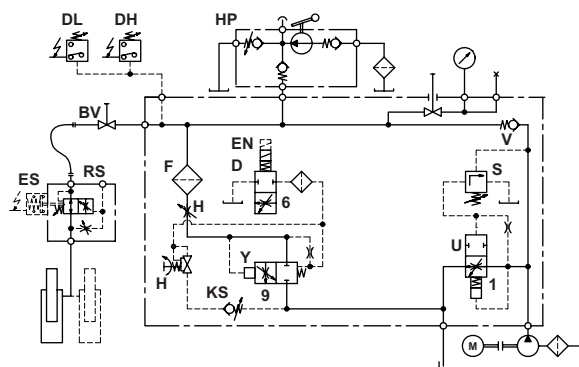 DL DH HP
BV
EN
V
F D
ES RS S
H 6
Y U
H
9 1
KS
M